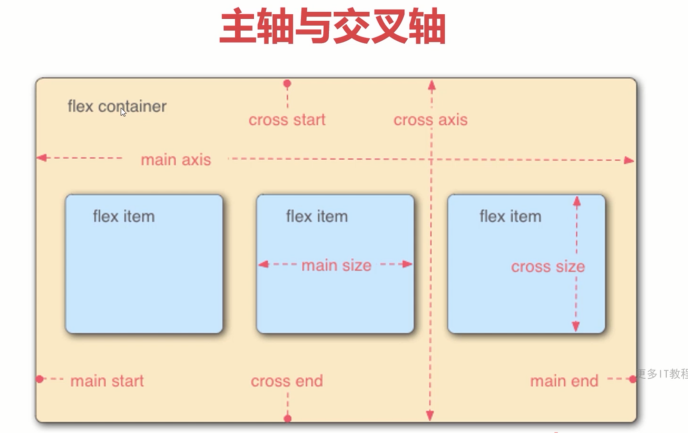 主轴与交叉轴
flex container
cross start
cross axis
main axis
flex item
flex item
flex item
main size
cross size
main start
cross end
main end
更多IT教程